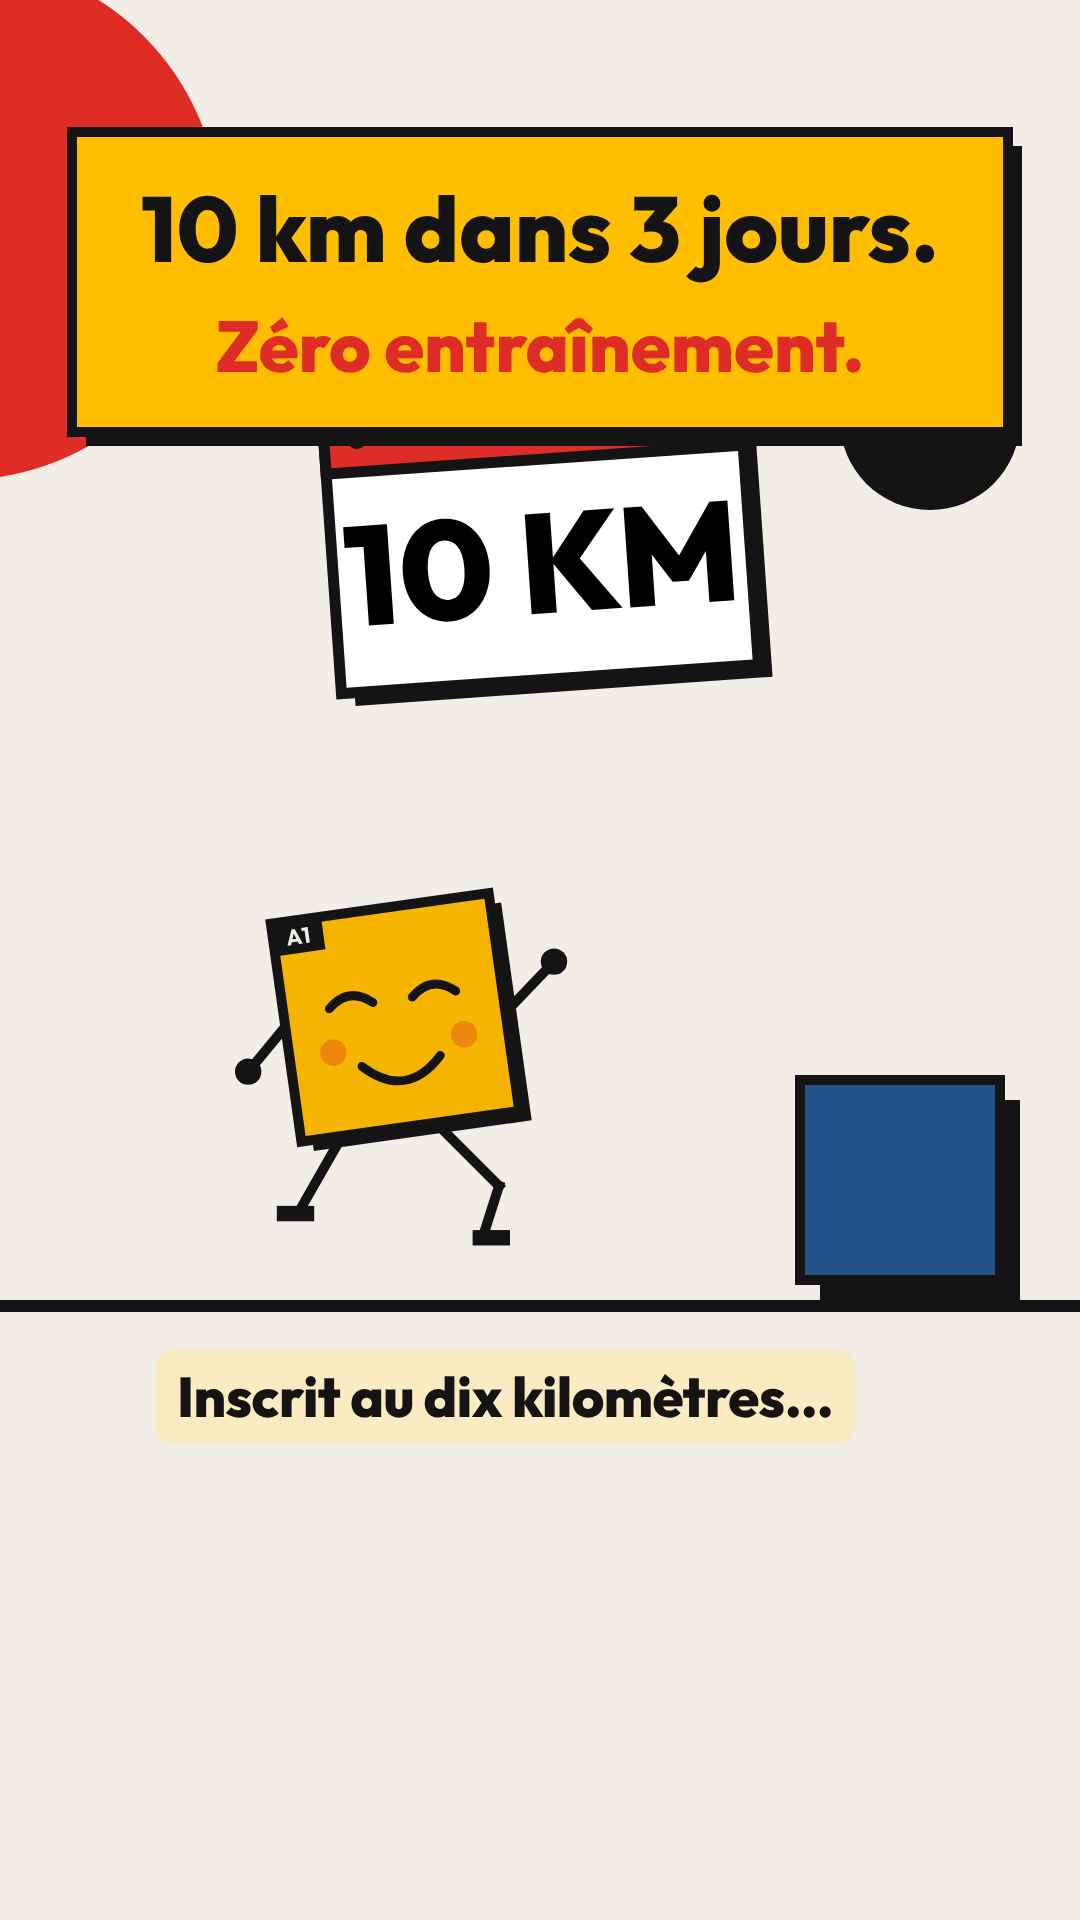 10 km dans 3 jours.
Zéro entraînement.
10 KM
A1
Inscrit au dix kilomètres...